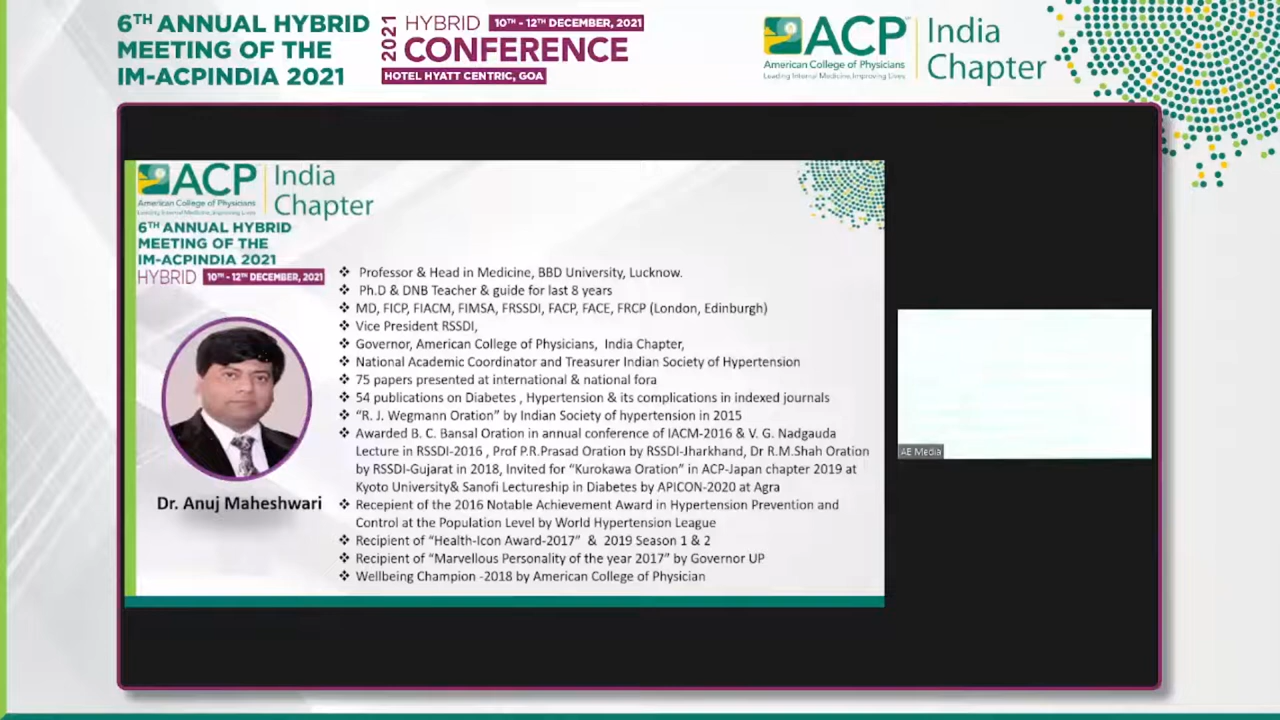 6TH ANNUAL HYBRID
MEETING OF THE
IM-ACPINDIA 2021
2021
HYBRID 10TH - 12TH DECEMBER, 2021
CONFERENCE
HOTEL HYATT CENTRIC, GOA
ACP
American College of Physicians
Leading Internal Medicine, Improving Lives
India
Chapter
ACP
American College of Physicians
Leading Internal Medicine, Improving Lives
India
Chapter
6TH ANNUAL HYBRID
MEETING OF THE
IM-ACPINDIA 2021
HYBRID 10TH - 12TH DECEMBER, 2021
Dr. Anuj Maheshwari
❖ Professor & Head in Medicine, BBD University, Lucknow.
❖ Ph.D & DNB Teacher & guide for last 8 years
❖ MD, FICP, FIACM, FIMSA, FRSSDI, FACP, FACE, FRCP (London, Edinburgh)
❖ Vice President RSSDI,
❖ Governor, American College of Physicians, India Chapter,
❖ National Academic Coordinator and Treasurer Indian Society of Hypertension
❖ 75 papers presented at international & national fora
❖ 54 publications on Diabetes , Hypertension & its complications in indexed journals
❖ “R. J. Wegmann Oration” by Indian Society of hypertension in 2015
❖ Awarded B. C. Bansal Oration in annual conference of IACM-2016 & V. G. Nadgauda
Lecture in RSSDI-2016 , Prof P.R.Prasad Oration by RSSDI-Jharkhand, Dr R.M.Shah Oration
by RSSDI-Gujarat in 2018, Invited for “Kurokawa Oration” in ACP-Japan chapter 2019 at
Kyoto University& Sanofi Lectureship in Diabetes by APICON-2020 at Agra
❖ Recepient of the 2016 Notable Achievement Award in Hypertension Prevention and
Control at the Population Level by World Hypertension League
❖ Recipient of “Health-Icon Award-2017” & 2019 Season 1 & 2
❖ Recipient of “Marvellous Personality of the year 2017” by Governor UP
❖ Wellbeing Champion -2018 by American College of Physician
AE Media